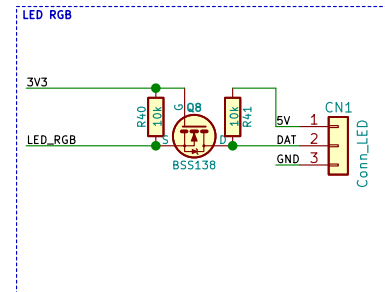 LED RGB
3V3
R40
10k
G
Q8
10k
R41
CN1
5V
1
LED_RGB
S
D
DAT
2
BSS138
GND
3
Conn_LED